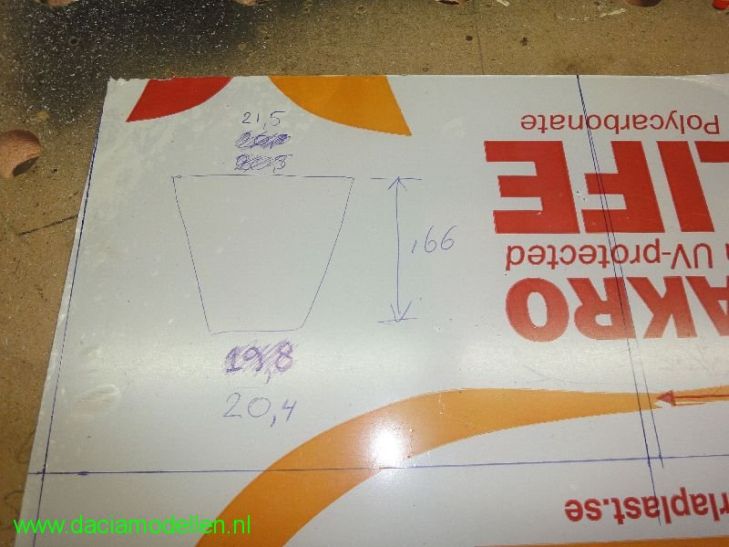 21,5
Polycarbonate
LIFE
UV-protected
166
AKRO
19,8
20,4
rlaplast.se
www.daciamodellen.nl